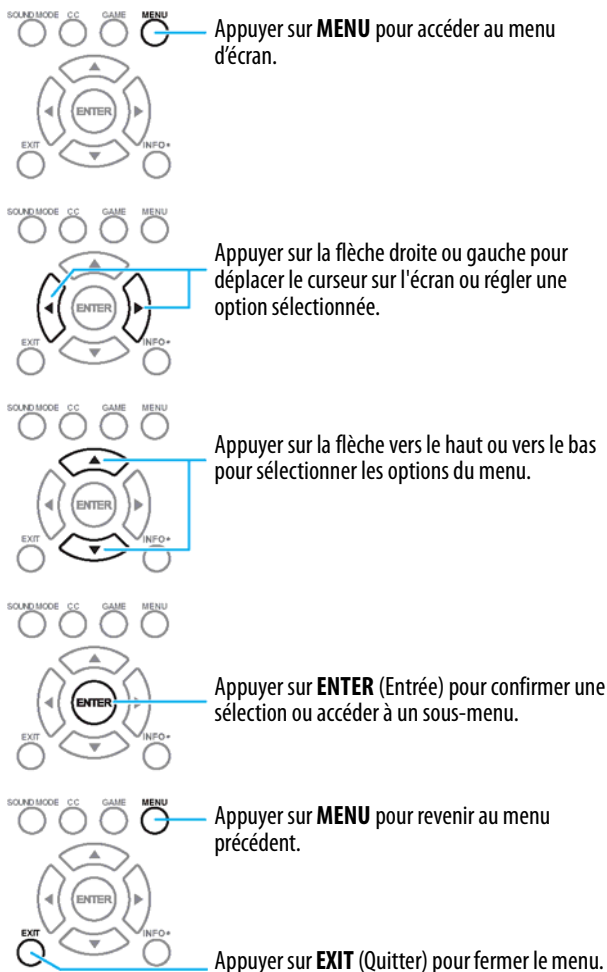 SOUND MODE CC GAME MENU
ENTER
EXIT INFO+
Appuyer sur MENU pour accéder au menu
d'écran.
SOUND MODE CC GAME MENU
ENTER
EXIT INFO+
Appuyer sur la flèche droite ou gauche pour
déplacer le curseur sur l'écran ou régler une
option sélectionnée.
SOUND MODE CC GAME MENU
ENTER
EXIT INFO+
Appuyer sur la flèche vers le haut ou vers le bas
pour sélectionner les options du menu.
SOUND MODE CC GAME MENU
ENTER
EXIT INFO+
Appuyer sur ENTER (Entrée) pour confirmer une
sélection ou accéder à un sous-menu.
SOUND MODE CC GAME MENU
ENTER
EXIT INFO+
Appuyer sur MENU pour revenir au menu
précédent.
Appuyer sur EXIT (Quitter) pour fermer le menu.